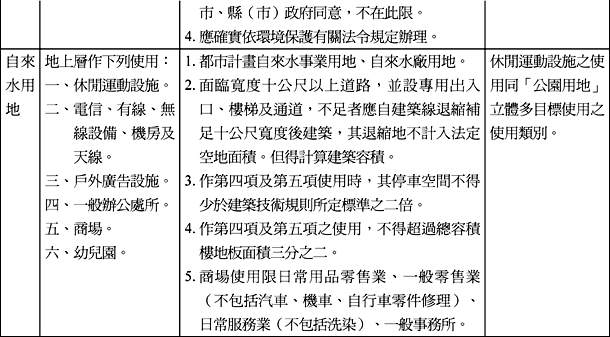 市、縣（市）政府同意，不在此限。
4. 應確實依環境保護有關法令規定辦理。
自來水用地
地上層作下列使用：
一、休閒運動設施。
二、電信、有線、無
線設備、機房及
天線。
三、戶外廣告設施。
四、一般辦公處所。
五、商場。
六、幼兒園。
1. 都市計畫自來水事業用地、自來水廠用地。
2. 面臨寬度十公尺以上道路，並設專用出入
口、樓梯及通道，不足者應自建築線退縮補
足十公尺寬度後建築，其退縮地不計入法定
空地面積。但得計算建築容積。
3. 作第四項及第五項使用時，其停車空間不得
少於建築技術規則所定標準之二倍。
4. 作第四項及第五項之使用，不得超過總容積
樓地板面積三分之二。
5. 商場使用限日常用品零售業、一般零售業
（不包括汽車、機車、自行車零件修理）、
日常服務業（不包括洗染）、一般事務所。
休閒運動設施之使
用同「公園用地」
立體多目標使用之
使用類別。